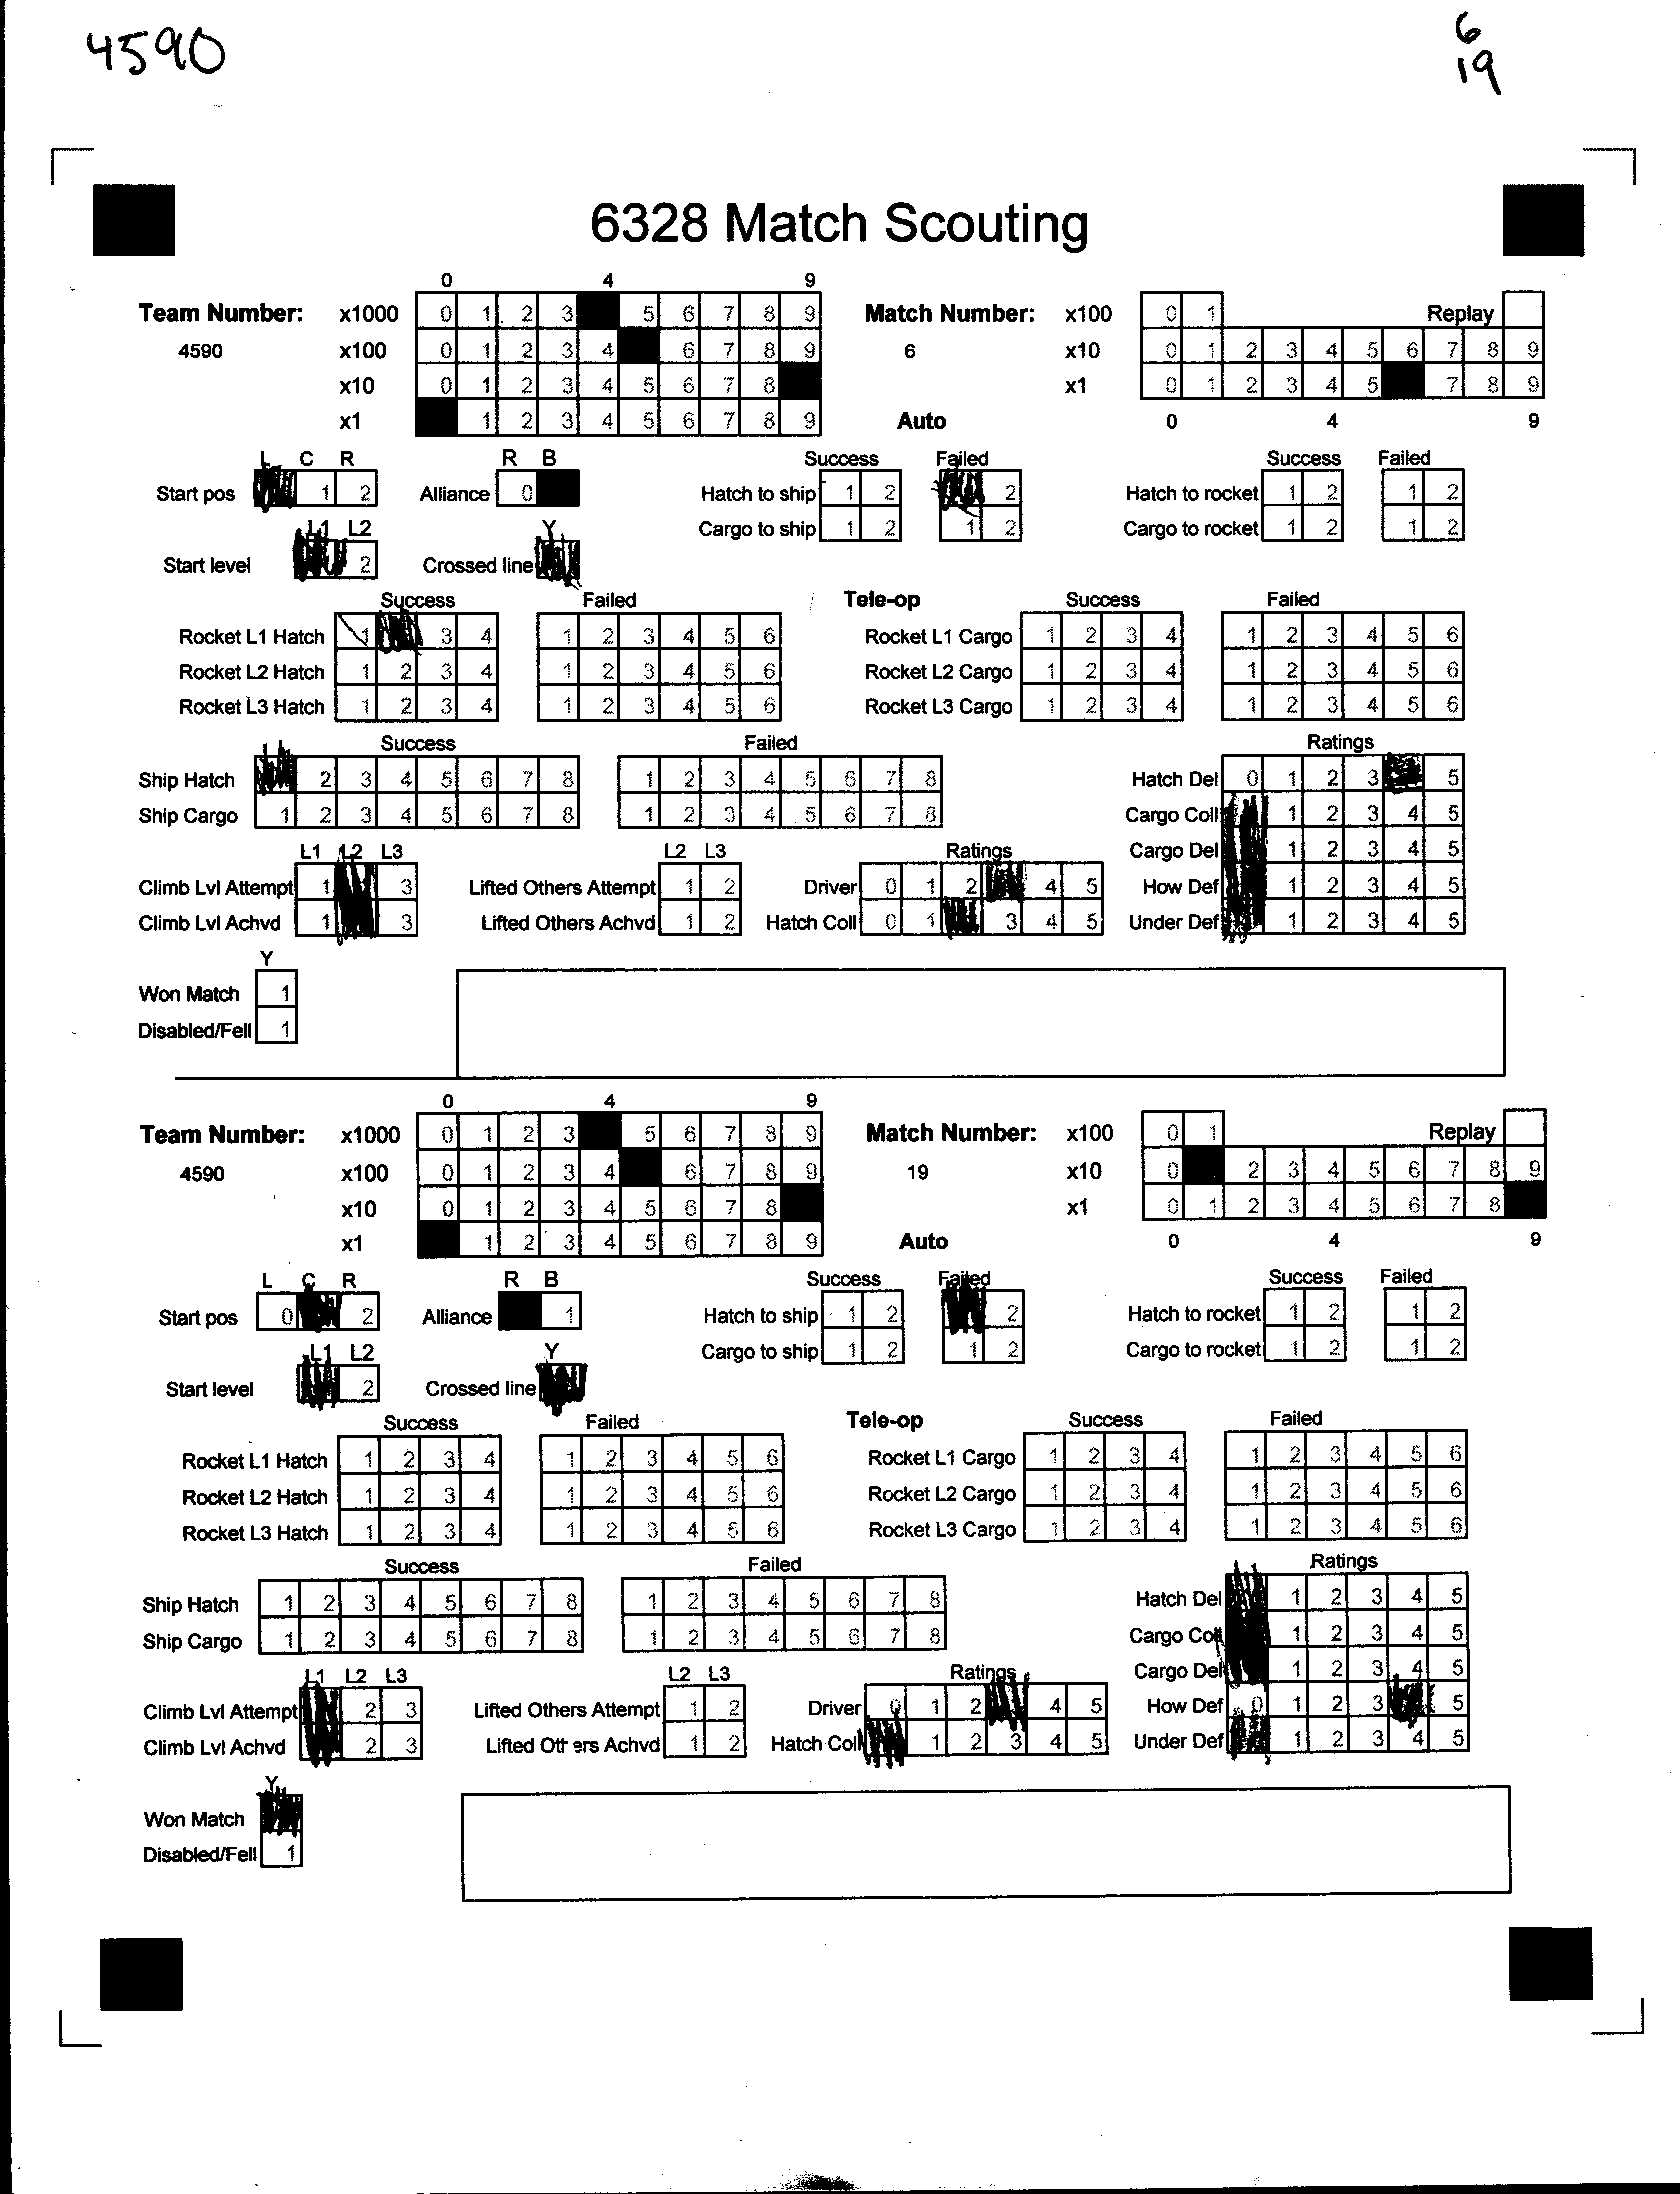 4590
6
19
6328 Match Scouting
0 4 9
Team Number: x1000 0 1 2 3 5 6 7 8 9 Match Number: x100 0 1 Replay
4590 x100 0 1 2 3 4 6 7 8 9 6 x10 0 1 2 3 4 5 6 7 8 9
x10 0 1 2 3 4 5 6 7 8 x1 0 1 2 3 4 5 7 8 9
x1 1 2 3 4 5 6 7 8 9 Auto 0 4 9
L C R R B Success Failed Success Failed
Start pos 1 2 Alliance 0 Hatch to ship 1 2 2 Hatch to rocket 1 2 1 2
L1 L2 Y Cargo to ship 1 2 1 2 Cargo to rocket 1 2 1 2
Start level 2 Crossed line
Success Failed Tele-op Success Failed
Rocket L1 Hatch 1 3 4 1 2 3 4 5 6 Rocket L1 Cargo 1 2 3 4 1 2 3 4 5 6
Rocket L2 Hatch 1 2 3 4 1 2 3 4 5 6 Rocket L2 Cargo 1 2 3 4 1 2 3 4 5 6
Rocket L3 Hatch 1 2 3 4 1 2 3 4 5 6 Rocket L3 Cargo 1 2 3 4 1 2 3 4 5 6
Success Failed Ratings
Ship Hatch 2 3 4 5 6 7 8 1 2 3 4 5 6 7 8 Hatch Del 0 1 2 3 5
Ship Cargo 1 2 3 4 5 6 7 8 1 2 3 4 5 6 7 8 Cargo Coll 1 2 3 4 5
L1 L2 L3 L2 L3 Ratings Cargo Del 1 2 3 4 5
Climb Lvl Attempt 1 3 Lifted Others Attempt 1 2 Driver 0 1 2 4 5 How Def 1 2 3 4 5
Climb Lvl Achvd 1 3 Lifted Others Achvd 1 2 Hatch Coll 0 1 3 4 5 Under Def 1 2 3 4 5
Y
Won Match 1
Disabled/Fell 1
0 4 9
Team Number: x1000 0 1 2 3 5 6 7 8 9 Match Number: x100 0 1 Replay
4590 x100 0 1 2 3 4 6 7 8 9 19 x10 0 2 3 4 5 6 7 8 9
x10 0 1 2 3 4 5 6 7 8 x1 0 1 2 3 4 5 6 7 8
x1 1 2 3 4 5 6 7 8 9 Auto 0 4 9
L C R R B Success Failed Success Failed
Start pos 0 2 Alliance 1 Hatch to ship 1 2 2 Hatch to rocket 1 2 1 2
L1 L2 Y Cargo to ship 1 2 1 2 Cargo to rocket 1 2 1 2
Start level 2 Crossed line
Success Failed Tele-op Success Failed
Rocket L1 Hatch 1 2 3 4 1 2 3 4 5 6 Rocket L1 Cargo 1 2 3 4 1 2 3 4 5 6
Rocket L2 Hatch 1 2 3 4 1 2 3 4 5 6 Rocket L2 Cargo 1 2 3 4 1 2 3 4 5 6
Rocket L3 Hatch 1 2 3 4 1 2 3 4 5 6 Rocket L3 Cargo 1 2 3 4 1 2 3 4 5 6
Success Failed Ratings
Ship Hatch 1 2 3 4 5 6 7 8 1 2 3 4 5 6 7 8 Hatch Del 1 2 3 4 5
Ship Cargo 1 2 3 4 5 6 7 8 1 2 3 4 5 6 7 8 Cargo Coll 1 2 3 4 5
L1 L2 L3 L2 L3 Ratings Cargo Del 1 2 3 4 5
Climb Lvl Attempt 2 3 Lifted Others Attempt 1 2 Driver 0 1 2 4 5 How Def 0 1 2 3 5
Climb Lvl Achvd 2 3 Lifted Others Achvd 1 2 Hatch Coll 1 2 3 4 5 Under Def 1 2 3 4 5
Y
Won Match
Disabled/Fell 1